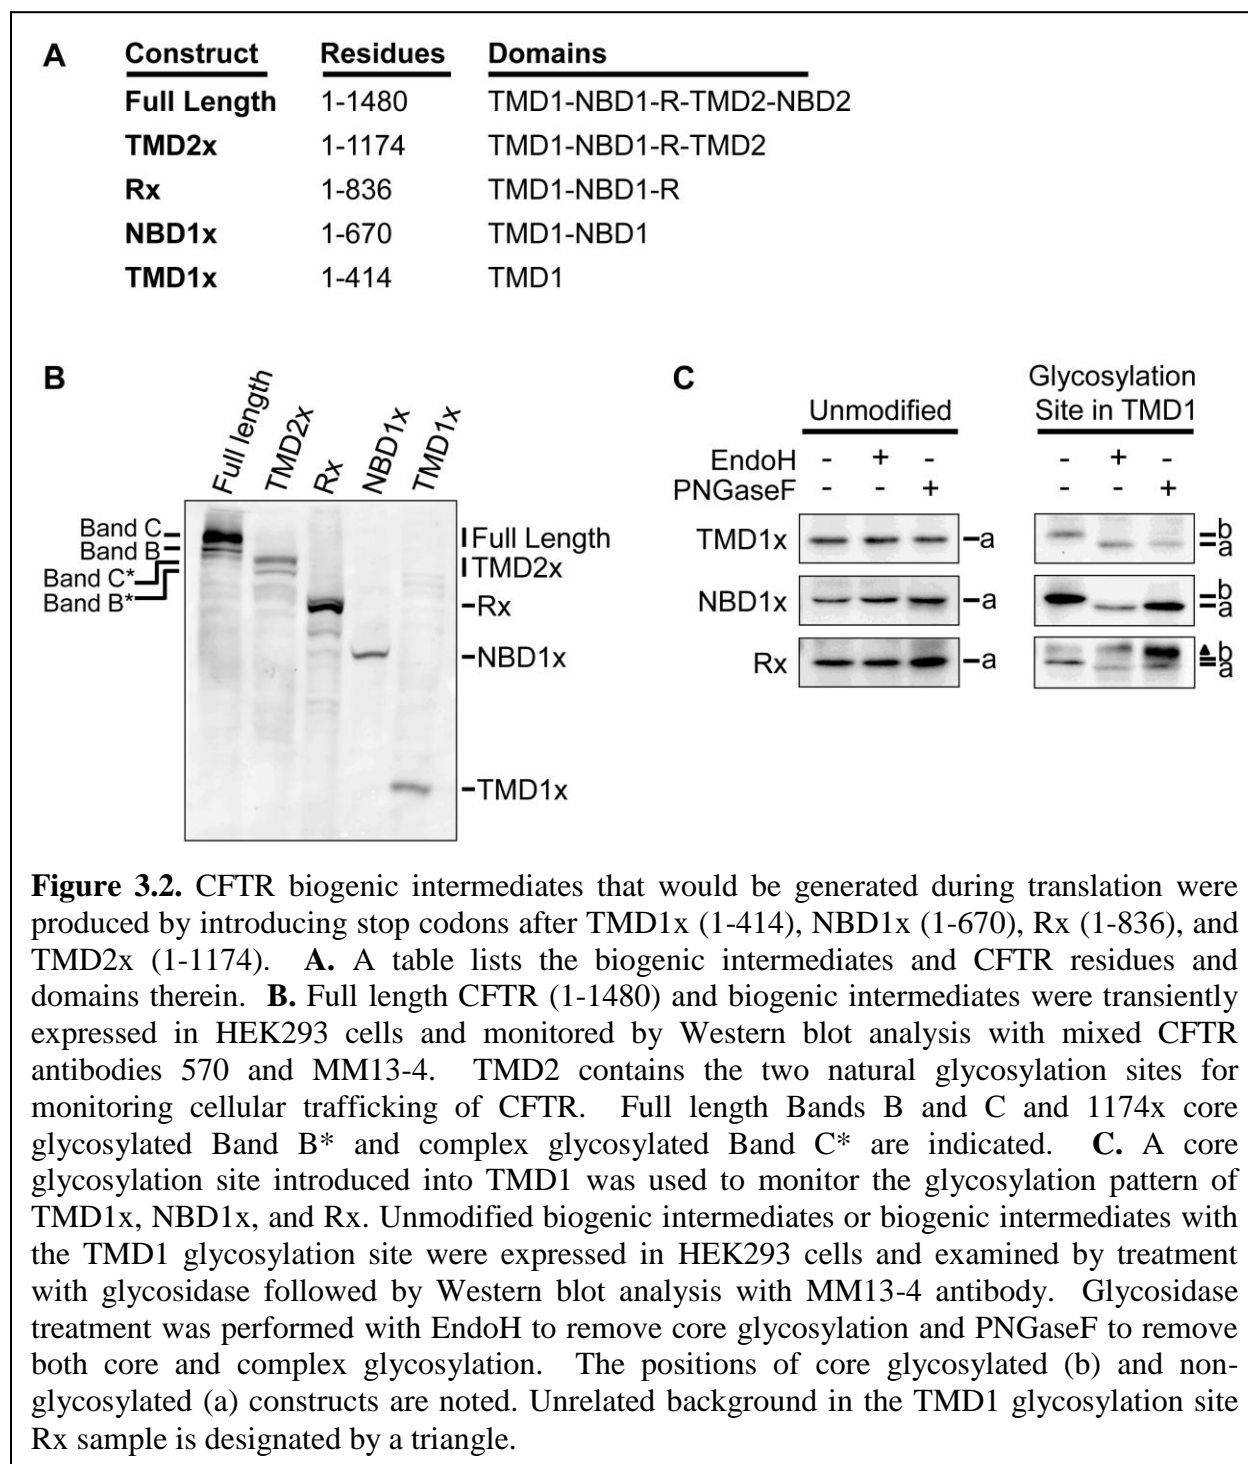 A Construct Residues Domains
Full Length 1-1480 TMD1-NBD1-R-TMD2-NBD2
TMD2x 1-1174 TMD1-NBD1-R-TMD2
Rx 1-836 TMD1-NBD1-R
NBD1x 1-670 TMD1-NBD1
TMD1x 1-414 TMD1
B
Full length
TMD2x
Rx
NBD1x
TMD1x
Band C
Band B
Band C*
Band B*
Full Length
TMD2x
Rx
NBD1x
TMD1x
C
Unmodified
Glycosylation
Site in TMD1
EndoH - + - - + -
PNGaseF - - + - - +
TMD1x a b
a
NBD1x a b
a
Rx a b
a
Figure 3.2. CFTR biogenic intermediates that would be generated during translation were
produced by introducing stop codons after TMD1x (1-414), NBD1x (1-670), Rx (1-836), and
TMD2x (1-1174). A. A table lists the biogenic intermediates and CFTR residues and
domains therein. B. Full length CFTR (1-1480) and biogenic intermediates were transiently
expressed in HEK293 cells and monitored by Western blot analysis with mixed CFTR
antibodies 570 and MM13-4. TMD2 contains the two natural glycosylation sites for
monitoring cellular trafficking of CFTR. Full length Bands B and C and 1174x core
glycosylated Band B* and complex glycosylated Band C* are indicated. C. A core
glycosylation site introduced into TMD1 was used to monitor the glycosylation pattern of
TMD1x, NBD1x, and Rx. Unmodified biogenic intermediates or biogenic intermediates with
the TMD1 glycosylation site were expressed in HEK293 cells and examined by treatment
with glycosidase followed by Western blot analysis with MM13-4 antibody. Glycosidase
treatment was performed with EndoH to remove core glycosylation and PNGaseF to remove
both core and complex glycosylation. The positions of core glycosylated (b) and non-
glycosylated (a) constructs are noted. Unrelated background in the TMD1 glycosylation site
Rx sample is designated by a triangle.